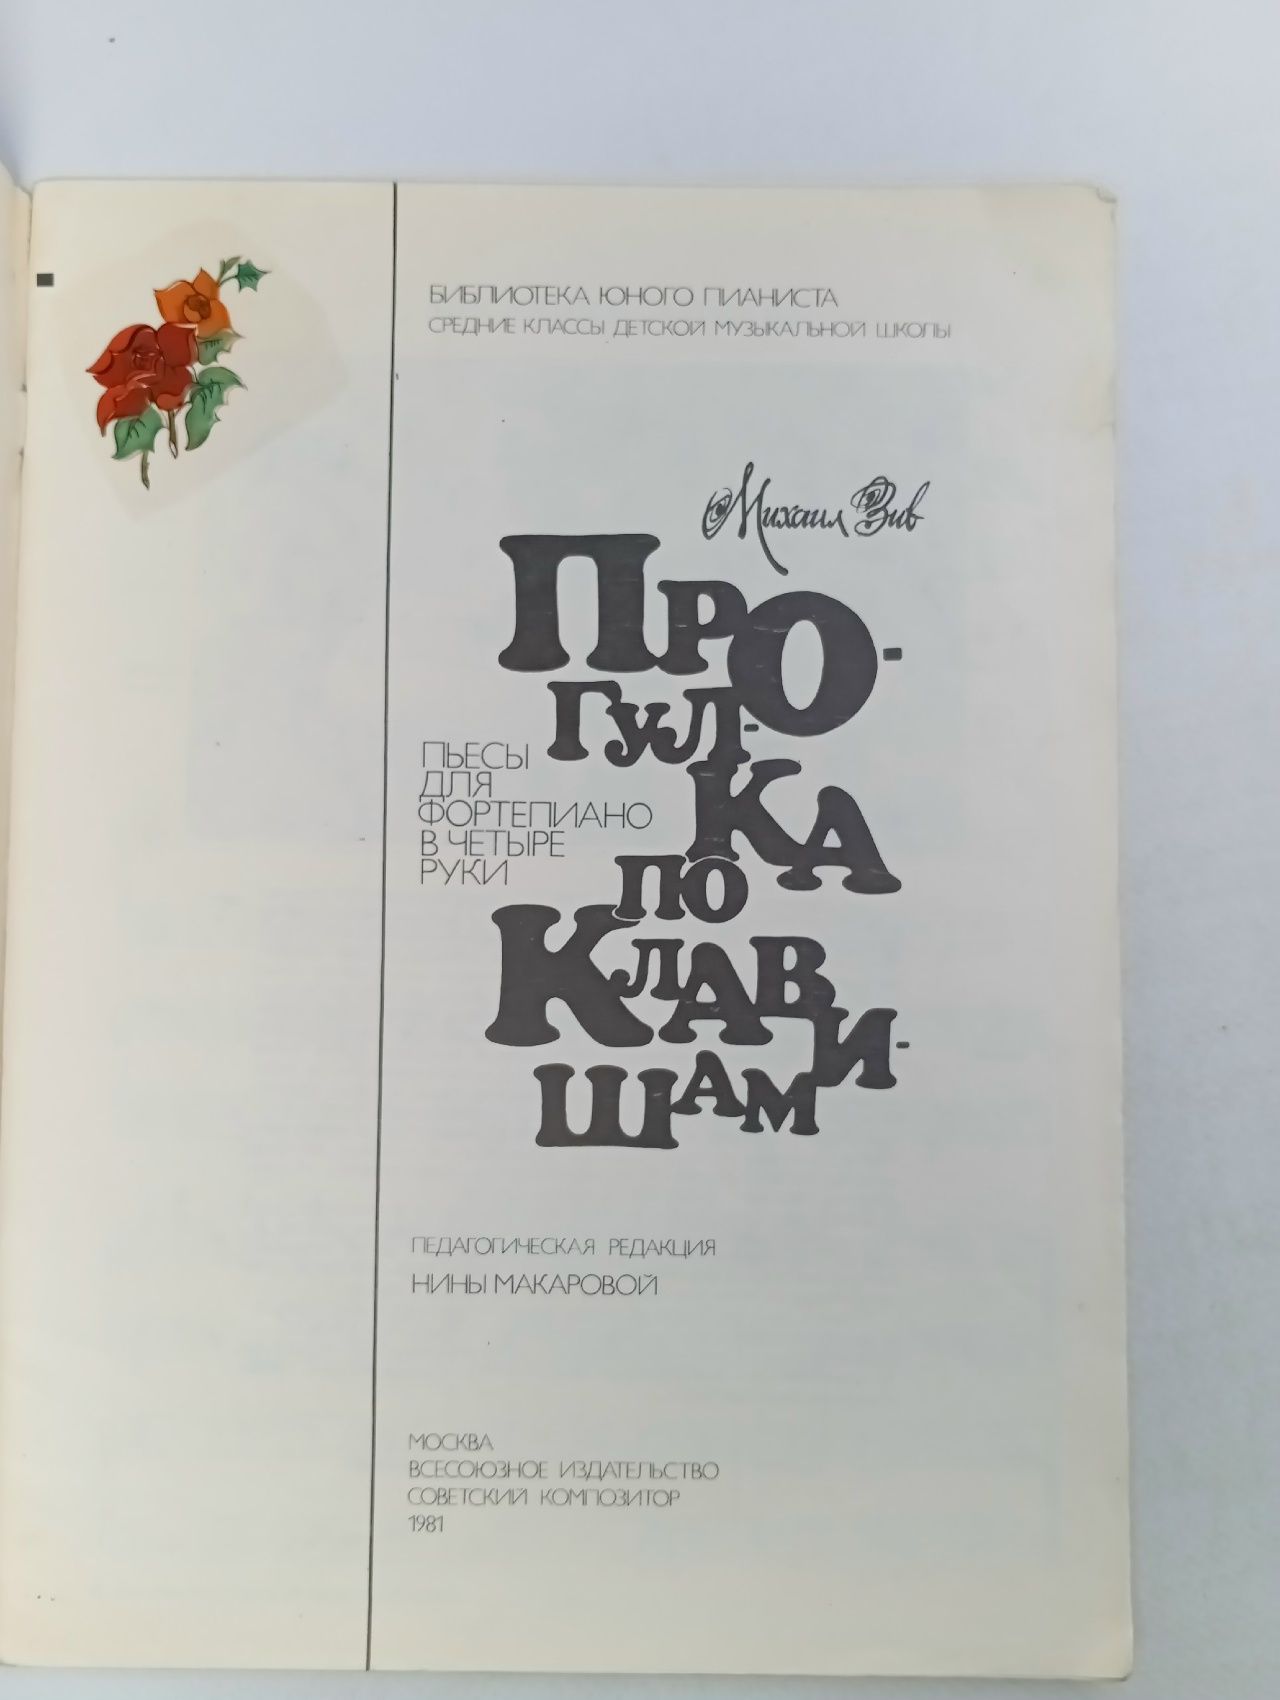 БИБЛИОТЕКА ЮНОГО ПИАНИСТА
СРЕДНИЕ КЛАССЫ ДЕТСКОЙ МУЗЫКАЛЬНОЙ ШКОЛЫ
Михаил Зив
ПРО-
ГУЛ-
КА
ПО
КЛАВ
И-
ШАМ
ПЬЕСЫ
ДЛЯ
ФОРТЕПИАНО
В ЧЕТЫРЕ
РУКИ
ПЕДАГОГИЧЕСКАЯ РЕДАКЦИЯ
НИНЫ МАКАРОВОЙ
МОСКВА
ВСЕСОЮЗНОЕ ИЗДАТЕЛЬСТВО
СОВЕТСКИЙ КОМПОЗИТОР
1981